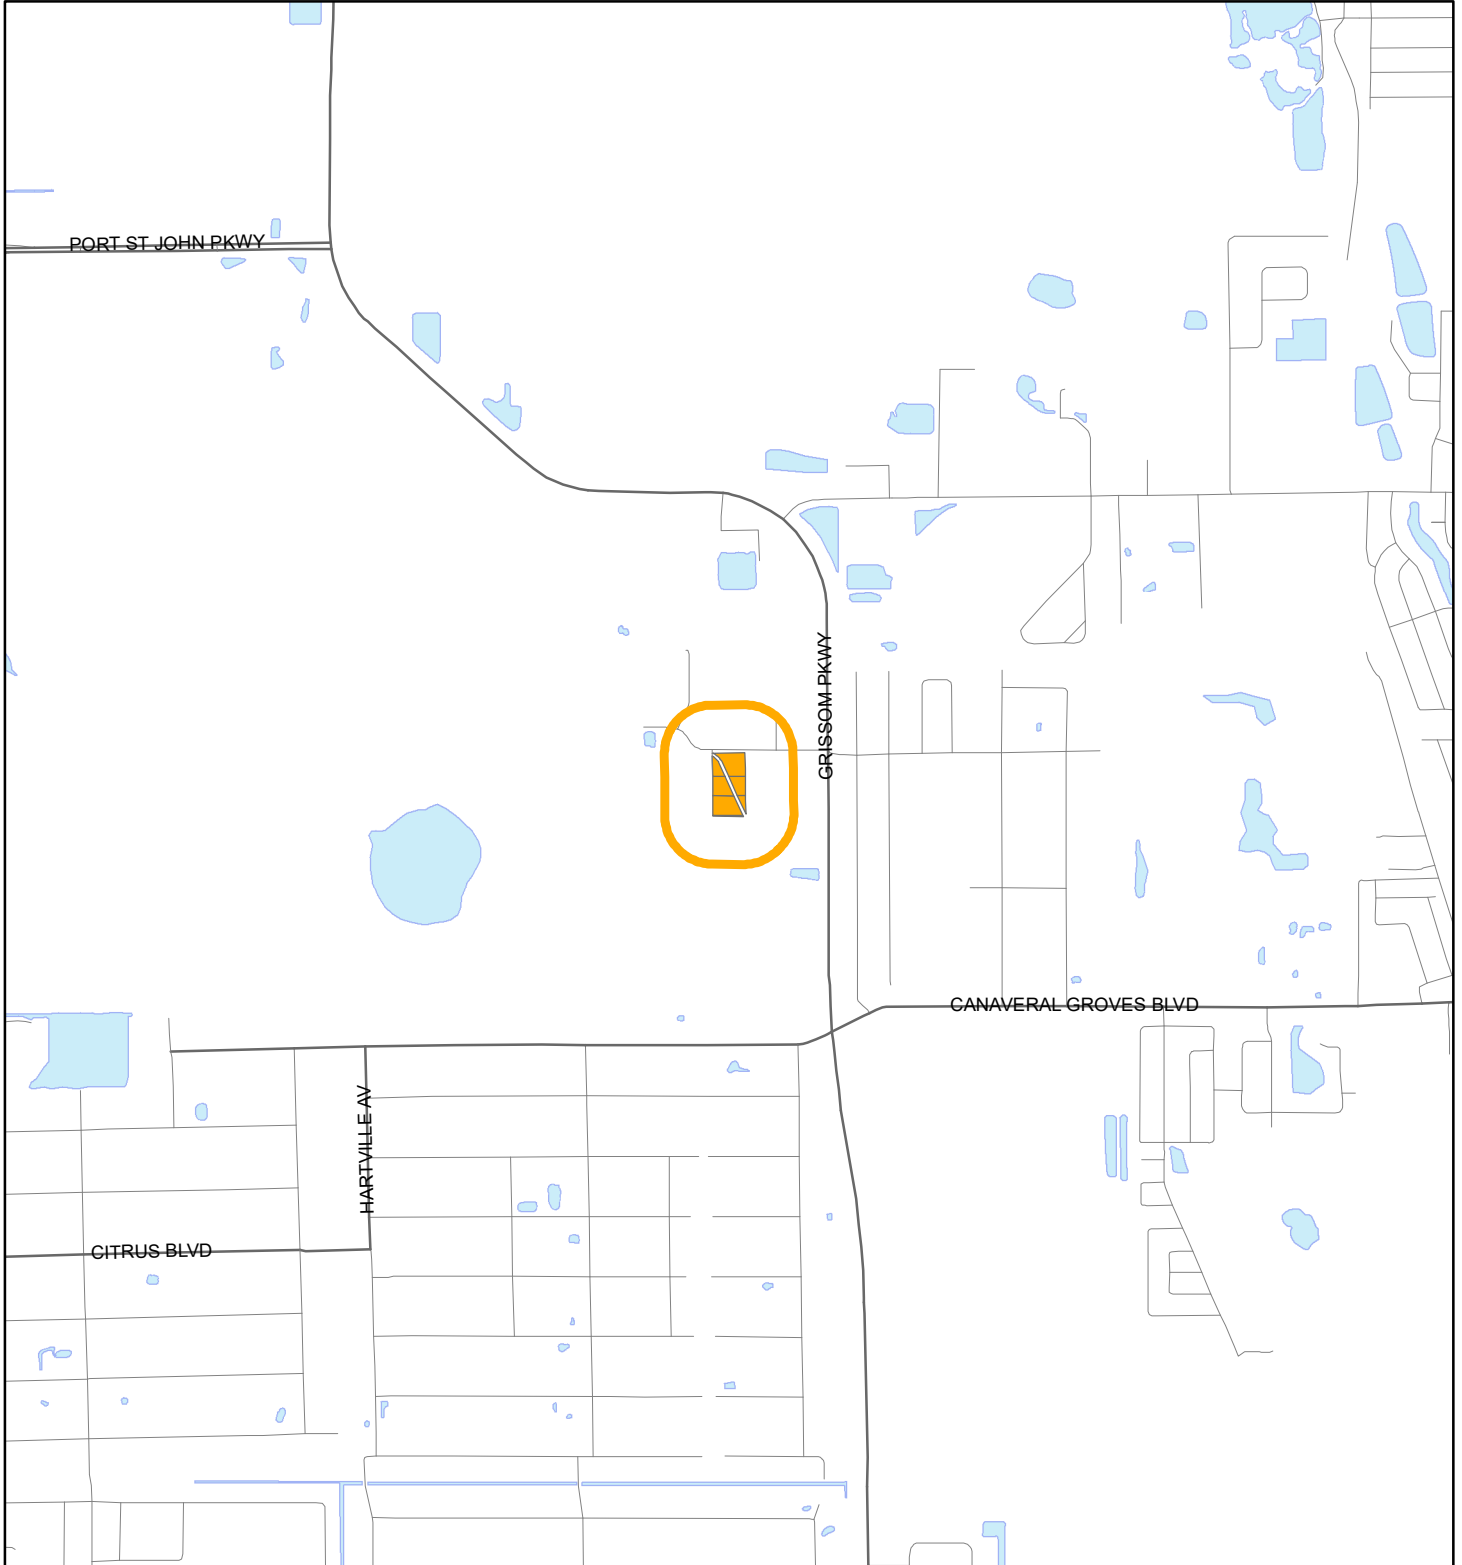 PORT ST JOHN PKWY
GRISSOM PKWY
CANAVERAL GROVES BLVD
HARTVILLE AV
CITRUS BLVD